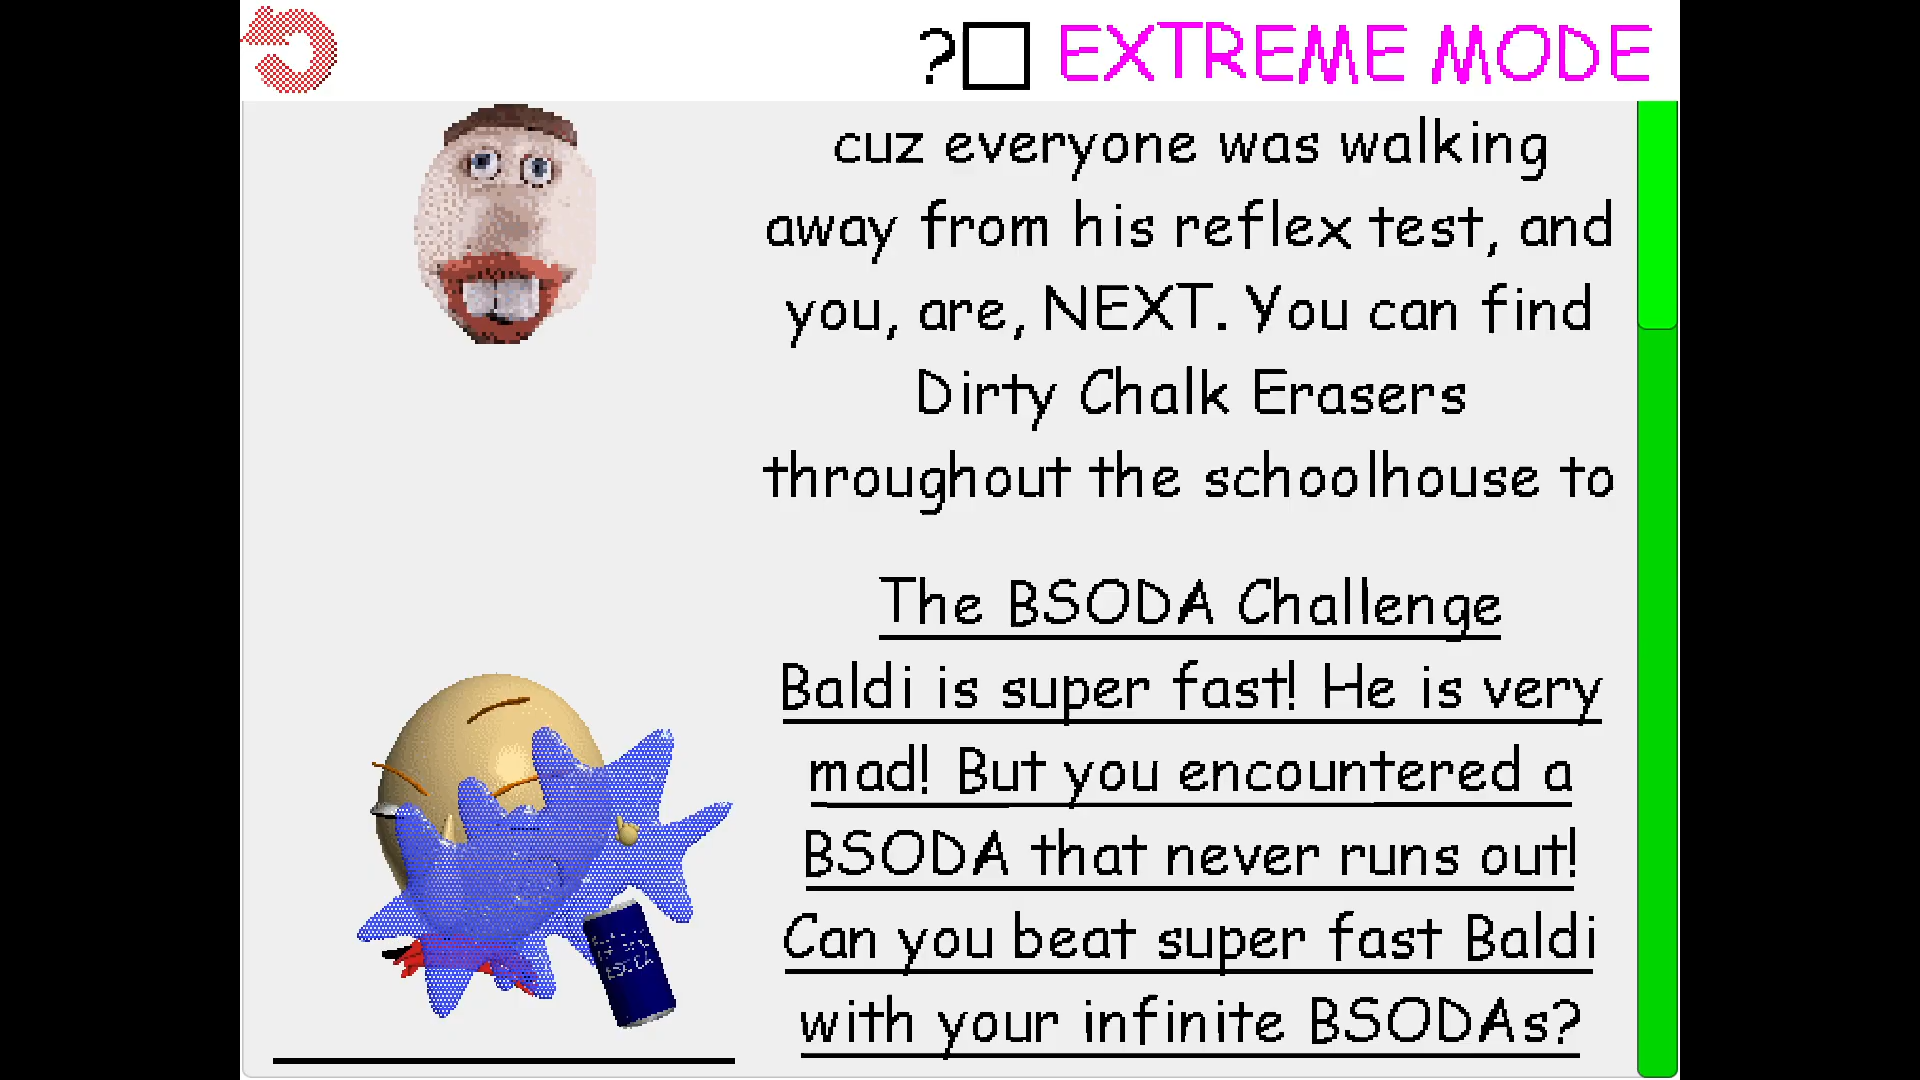 ? EXTREME MODE
cuz everyone was walking
away from his reflex test, and
you, are, NEXT. You can find
Dirty Chalk Erasers
throughout the schoolhouse to
The BSODA Challenge
Baldi is super fast! He is very
mad! But you encountered a
BSODA that never runs out!
Can you beat super fast Baldi
with your infinite BSODAs?